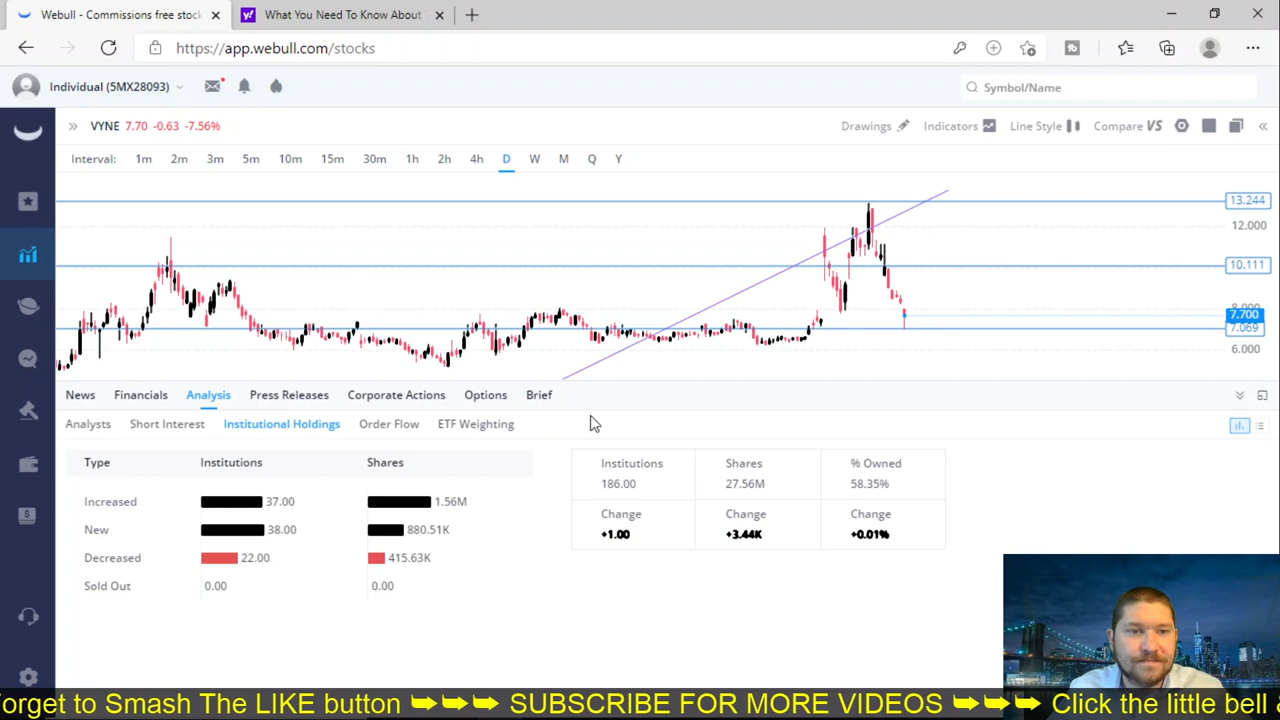 Webull - Commissions free stock
What You Need To Know About
https://app.webull.com/stocks
Individual (5MX28093)
Symbol/Name
VYNE 7.70 -0.63 -7.56%
Drawings Indicators Line Style Compare VS
Interval: 1m 2m 3m 5m 10m 15m 30m 1h 2h 4h D W M Q Y
13.244
12.000
10.111
8.000
7.700
7.069
6.000
News Financials Analysis Press Releases Corporate Actions Options Brief
Analysts Short Interest Institutional Holdings Order Flow ETF Weighting
Type Institutions Shares
Increased 37.00 1.56M
New 38.00 880.51K
Decreased 22.00 415.63K
Sold Out 0.00 0.00
Institutions Shares % Owned
186.00 27.56M 58.35%
Change Change Change
+1.00 +3.44K +0.01%
orget to Smash The LIKE button ➥➥➥ SUBSCRIBE FOR MORE VIDEOS ➥➥➥ Click the little bell